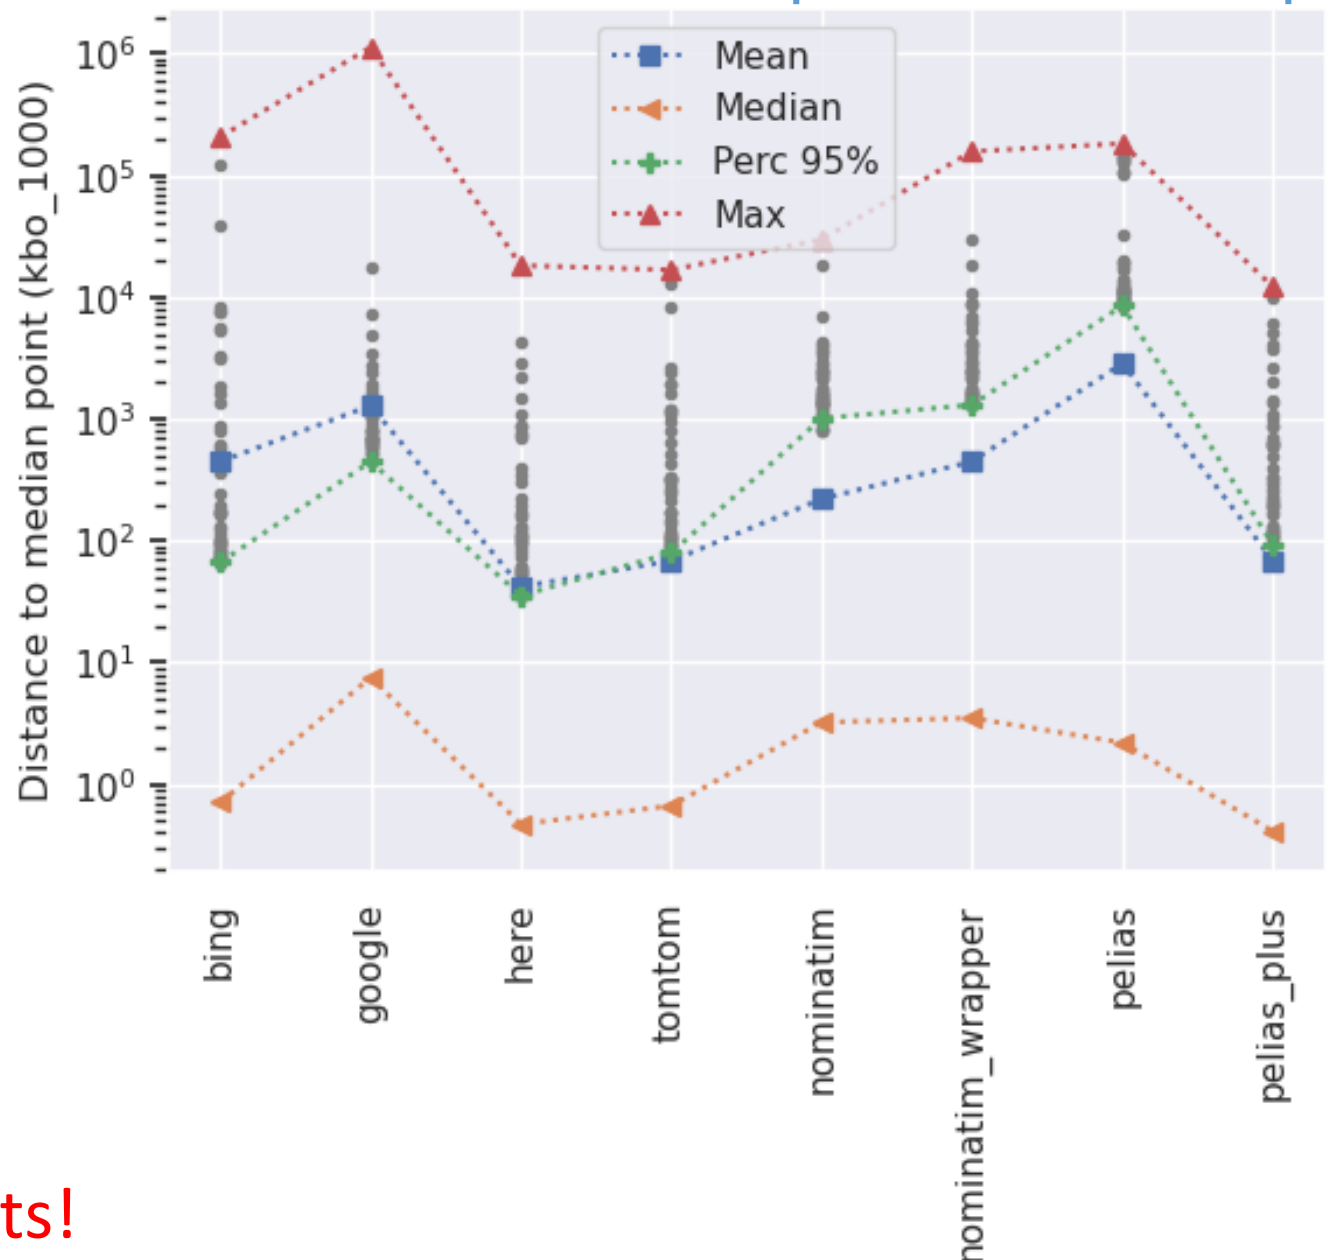 Distance to median point (kbo_1000)
10⁶
10⁵
10⁴
10³
10²
10¹
10⁰
Mean
Median
Perc 95%
Max
bing
google
here
tomtom
nominatim
nominatim_wrapper
pelias
pelias_plus
ts!